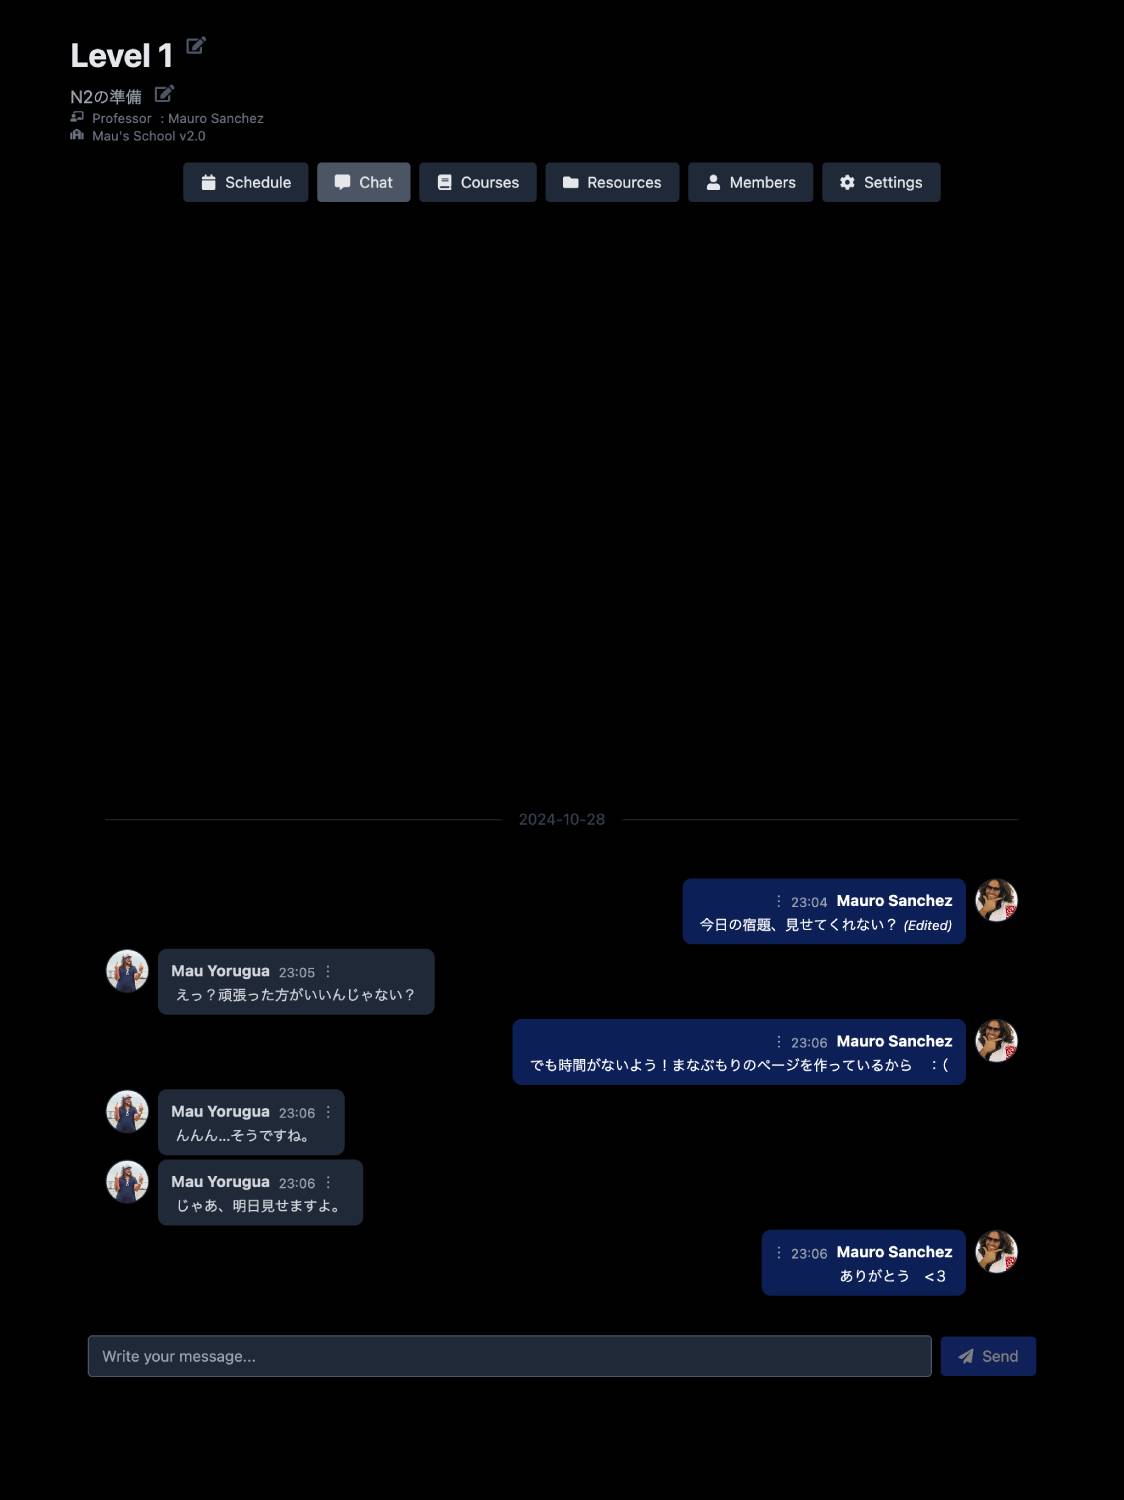 Level 1
N2の準備
Professor : Mauro Sanchez
Mau's School v2.0
Schedule Chat Courses Resources Members Settings
2024-10-28
23:04 Mauro Sanchez
今日の宿題、見せてくれない？ (Edited)
Mau Yorugua 23:05
えっ？頑張った方がいいんじゃない？
23:06 Mauro Sanchez
でも時間がないよう！まなぶもりのページを作っているから　：(
Mau Yorugua 23:06
んんん...そうですね。
Mau Yorugua 23:06
じゃあ、明日見せますよ。
23:06 Mauro Sanchez
ありがとう　＜３
Write your message... Send